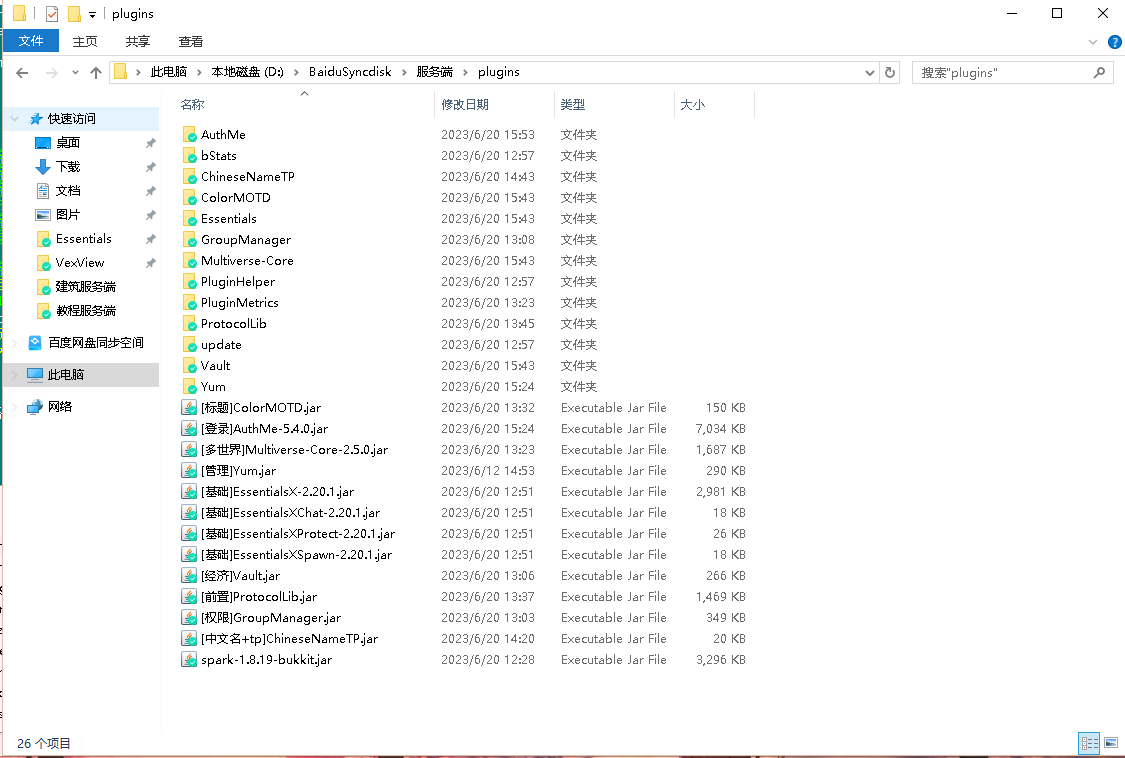 plugins
文件 主页 共享 查看
此电脑 本地磁盘 (D:) BaiduSyncdisk 服务端 plugins 搜索"plugins"
快速访问
桌面
下载
文档
图片
Essentials
VexView
建筑服务端
教程服务端
百度网盘同步空间
此电脑
网络
名称 修改日期 类型 大小
AuthMe 2023/6/20 15:53 文件夹
bStats 2023/6/20 12:57 文件夹
ChineseNameTP 2023/6/20 14:43 文件夹
ColorMOTD 2023/6/20 15:43 文件夹
Essentials 2023/6/20 15:43 文件夹
GroupManager 2023/6/20 13:08 文件夹
Multiverse-Core 2023/6/20 15:43 文件夹
PluginHelper 2023/6/20 12:57 文件夹
PluginMetrics 2023/6/20 13:23 文件夹
ProtocolLib 2023/6/20 13:45 文件夹
update 2023/6/20 12:57 文件夹
Vault 2023/6/20 15:43 文件夹
Yum 2023/6/20 15:24 文件夹
[标题]ColorMOTD.jar 2023/6/20 13:32 Executable Jar File 150 KB
[登录]AuthMe-5.4.0.jar 2023/6/20 15:24 Executable Jar File 7,034 KB
[多世界]Multiverse-Core-2.5.0.jar 2023/6/20 13:23 Executable Jar File 1,687 KB
[管理]Yum.jar 2023/6/12 14:53 Executable Jar File 290 KB
[基础]EssentialsX-2.20.1.jar 2023/6/20 12:51 Executable Jar File 2,981 KB
[基础]EssentialsXChat-2.20.1.jar 2023/6/20 12:51 Executable Jar File 18 KB
[基础]EssentialsXProtect-2.20.1.jar 2023/6/20 12:51 Executable Jar File 26 KB
[基础]EssentialsXSpawn-2.20.1.jar 2023/6/20 12:51 Executable Jar File 18 KB
[经济]Vault.jar 2023/6/20 13:06 Executable Jar File 266 KB
[前置]ProtocolLib.jar 2023/6/20 13:37 Executable Jar File 1,469 KB
[权限]GroupManager.jar 2023/6/20 13:03 Executable Jar File 349 KB
[中文名+tp]ChineseNameTP.jar 2023/6/20 14:20 Executable Jar File 20 KB
spark-1.8.19-bukkit.jar 2023/6/20 12:28 Executable Jar File 3,296 KB
26 个项目